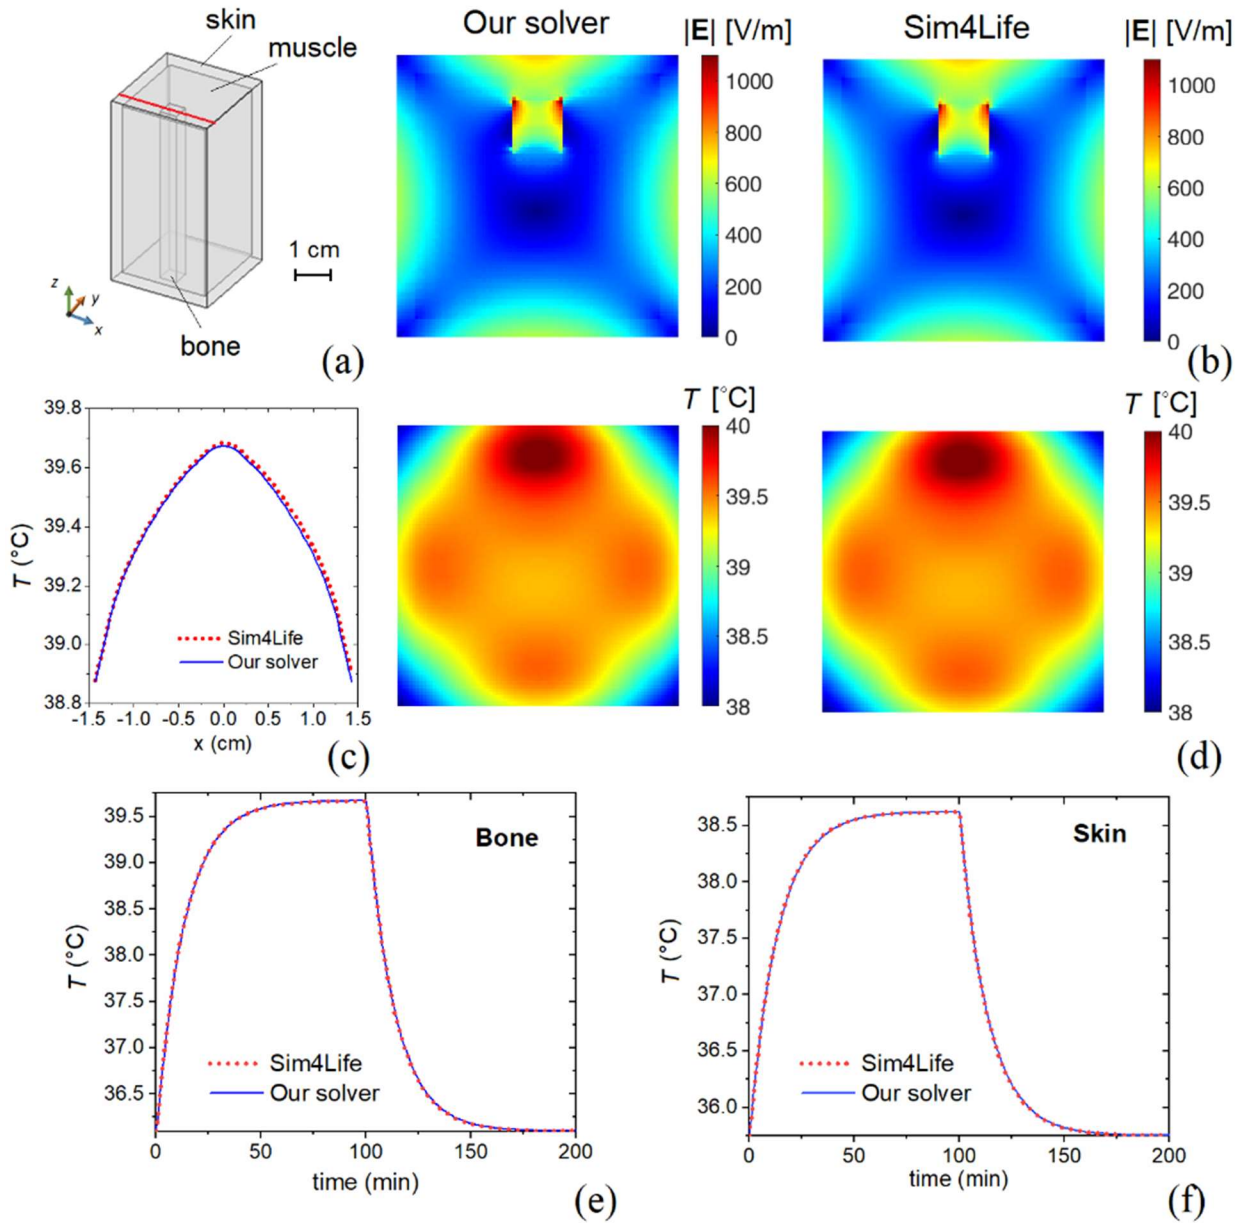 skin
muscle
bone
1 cm
z
y
x
(a)
Our solver
|E| [V/m]
1000
800
600
400
200
0
Sim4Life
|E| [V/m]
1000
800
600
400
200
0
(b)
39.8
39.6
39.4
39.2
39.0
38.8
T (°C)
Sim4Life
Our solver
-1.5 -1.0 -0.5 0.0 0.5 1.0 1.5
x (cm)
(c)
T [°C]
40
39.5
39
38.5
38
T [°C]
40
39.5
39
38.5
38
(d)
39.5
39.0
38.5
38.0
37.5
37.0
36.5
T (°C)
Bone
Sim4Life
Our solver
0 50 100 150 200
time (min)
(e)
38.5
38.0
37.5
37.0
36.5
36.0
T (°C)
Skin
Sim4Life
Our solver
0 50 100 150 200
time (min)
(f)